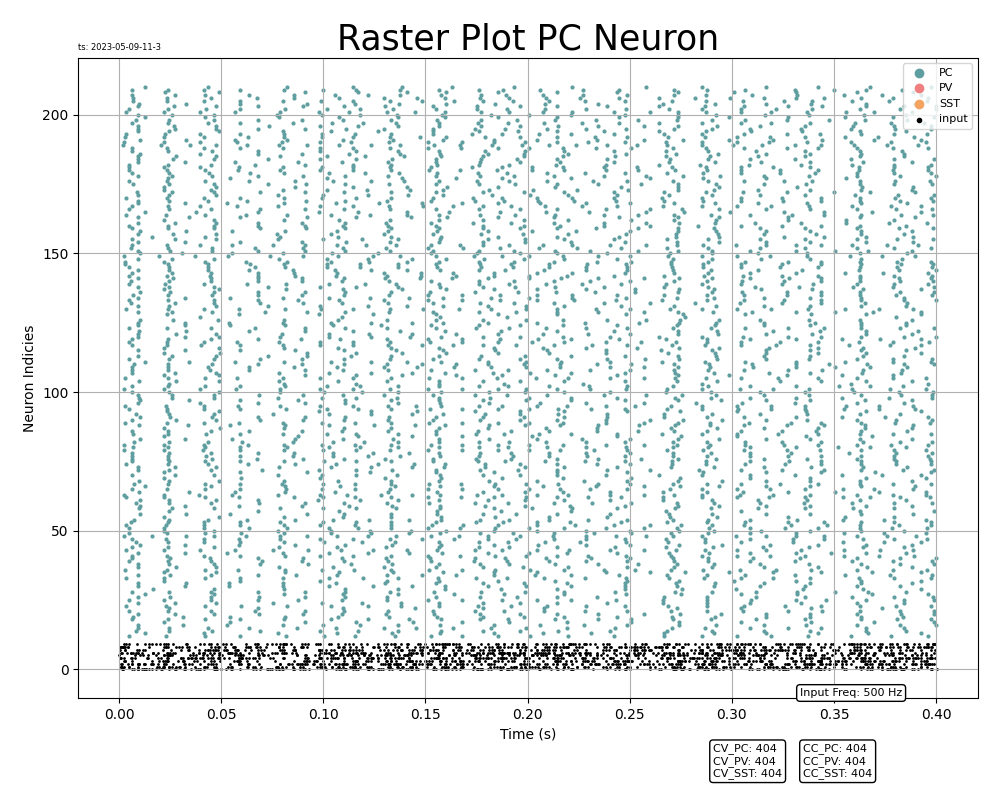 Raster Plot PC Neuron
ts: 2023-05-09-11-3
PC
PV
SST
input
200
150
100
50
0
Neuron Indicies
0.00 0.05 0.10 0.15 0.20 0.25 0.30 0.35 0.40
Time (s)
Input Freq: 500 Hz
CV_PC: 404
CV_PV: 404
CV_SST: 404
CC_PC: 404
CC_PV: 404
CC_SST: 404